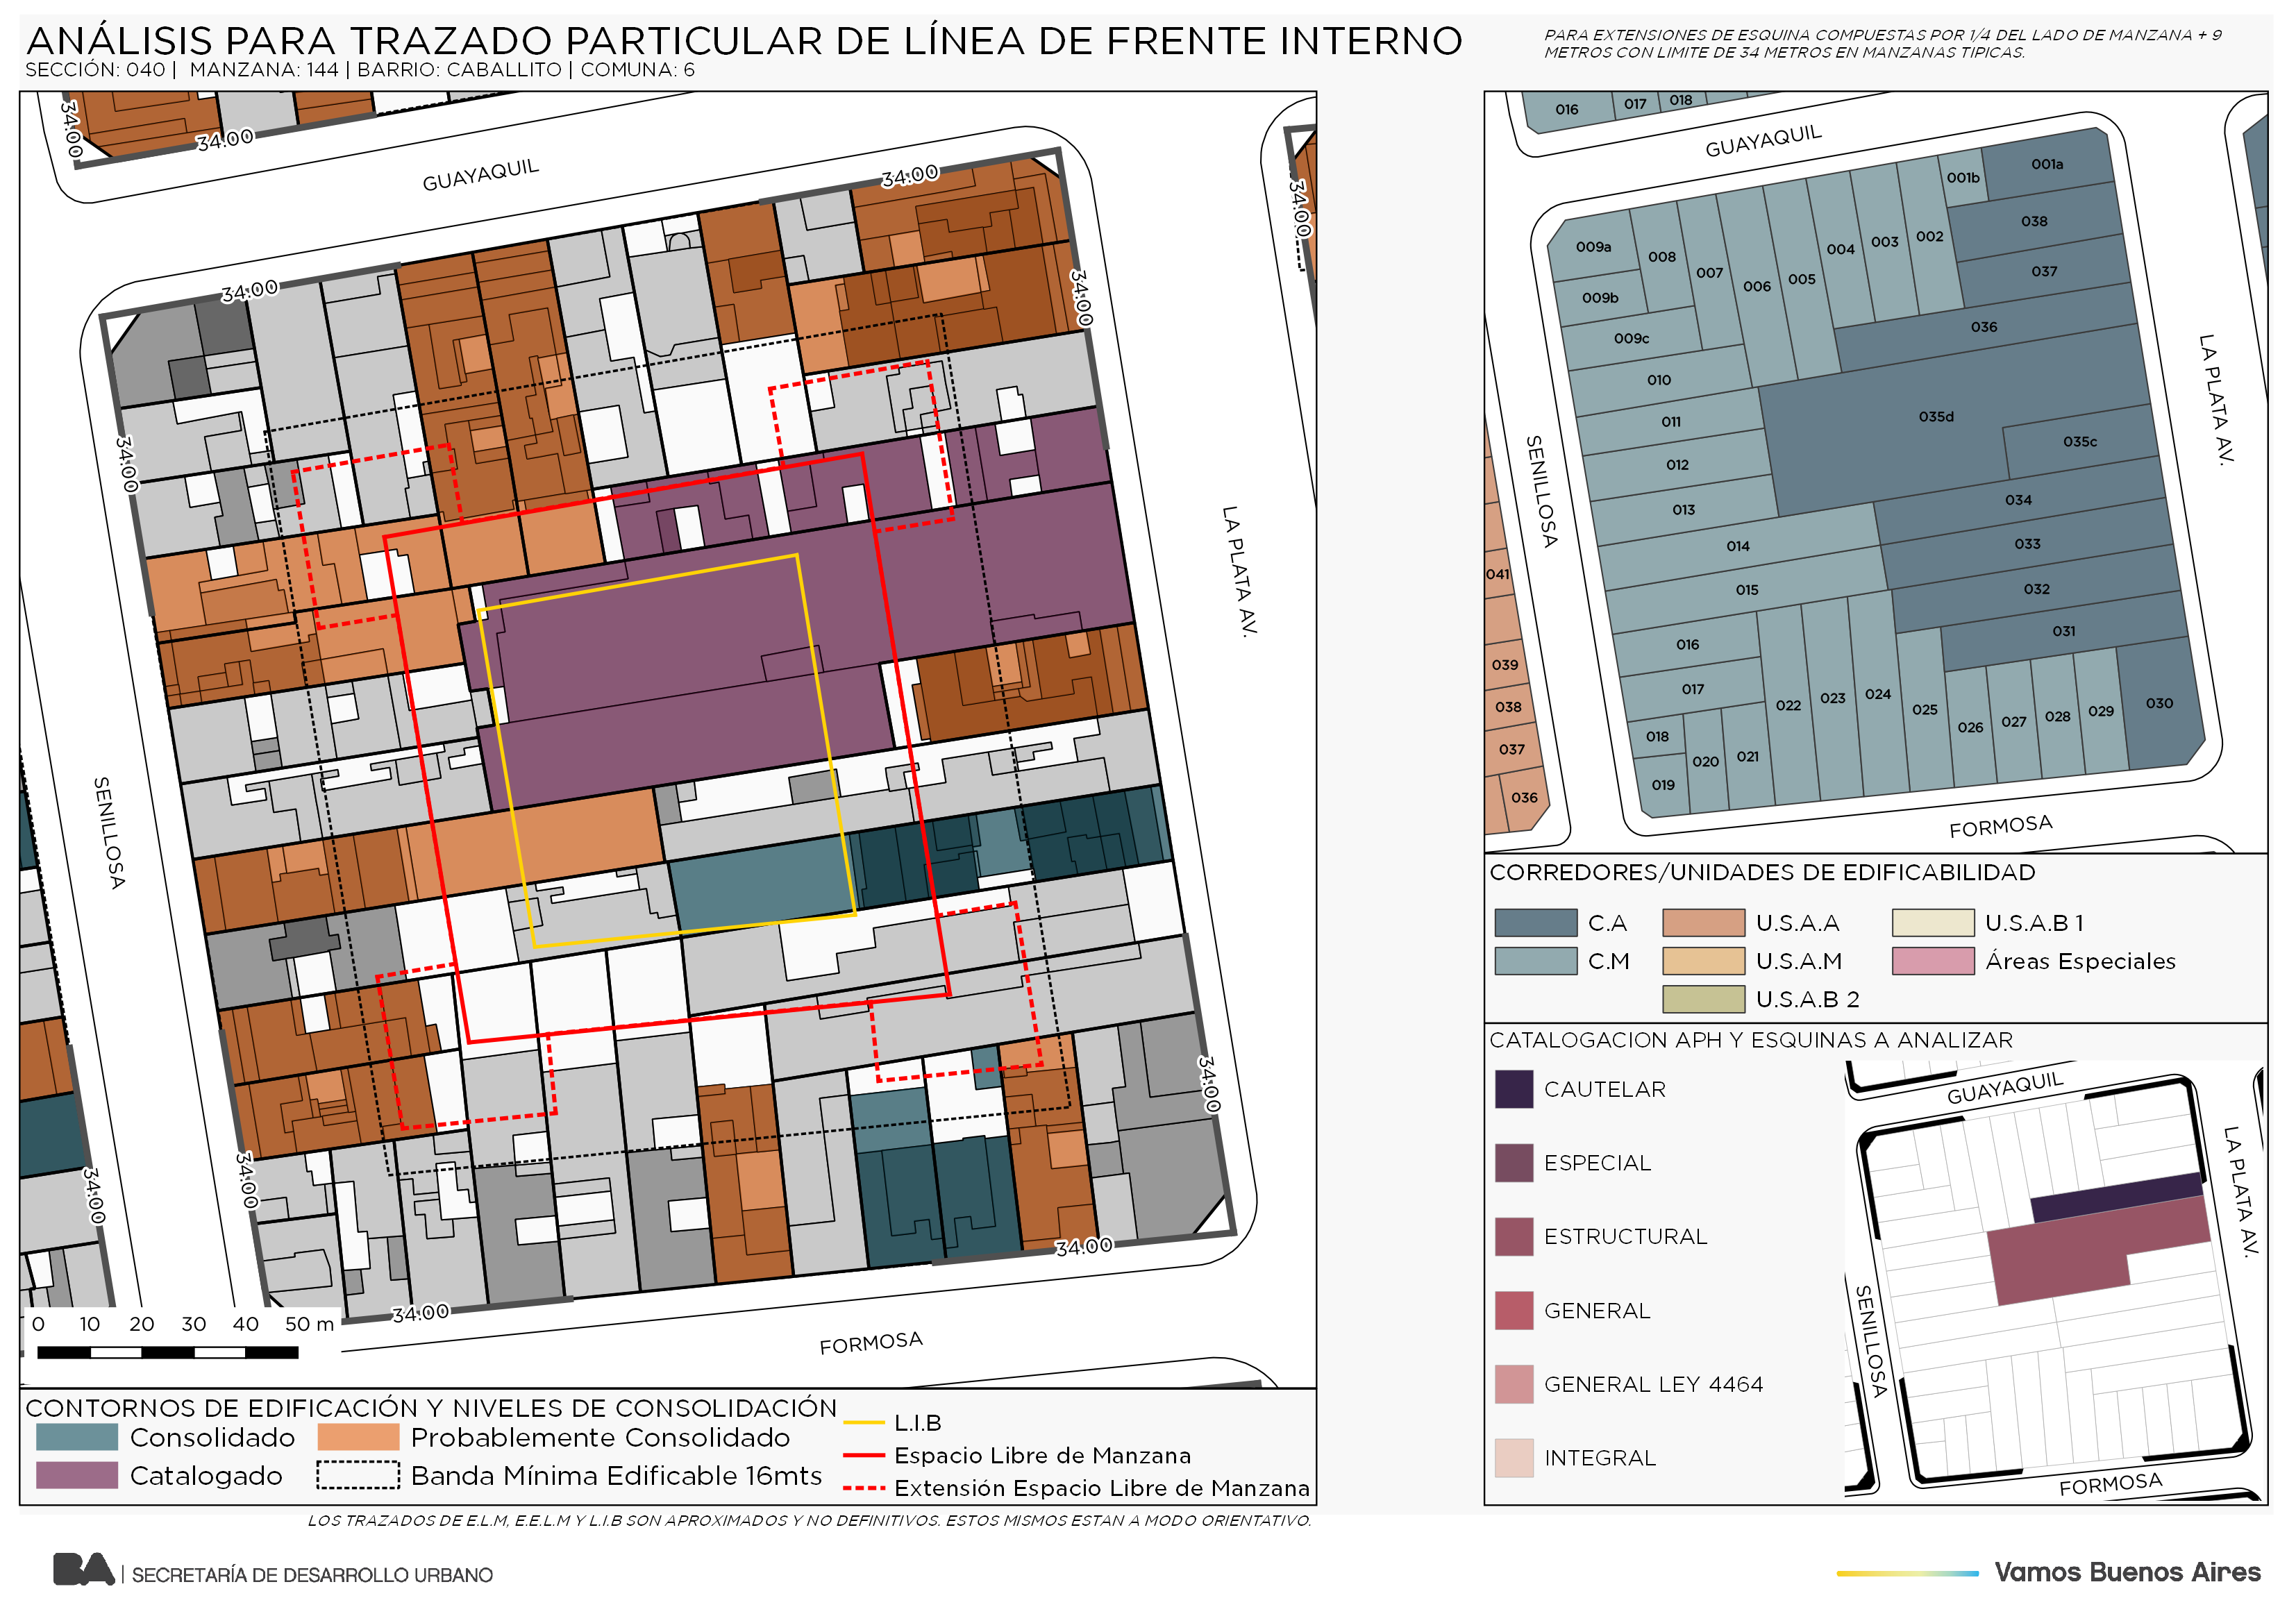 ANÁLISIS PARA TRAZADO PARTICULAR DE LÍNEA DE FRENTE INTERNO
SECCIÓN: 040 | MANZANA: 144 | BARRIO: CABALLITO | COMUNA: 6
PARA EXTENSIONES DE ESQUINA COMPUESTAS POR 1/4 DEL LADO DE MANZANA + 9
METROS CON LIMITE DE 34 METROS EN MANZANAS TIPICAS.
34.00
34.00
GUAYAQUIL
34.00
34.00
34.00
34.00
34.00
LA PLATA AV.
SENILLOSA
34.00
34.00
34.00
34.00
34.00
FORMOSA
0 10 20 30 40 50 m
CONTORNOS DE EDIFICACIÓN Y NIVELES DE CONSOLIDACIÓN
Consolidado
Probablemente Consolidado
Catalogado
Banda Mínima Edificable 16mts
L.I.B
Espacio Libre de Manzana
Extensión Espacio Libre de Manzana
LOS TRAZADOS DE E.L.M, E.E.L.M Y L.I.B SON APROXIMADOS Y NO DEFINITIVOS. ESTOS MISMOS ESTAN A MODO ORIENTATIVO.
016
017
018
GUAYAQUIL
001b
001a
009a
008
007
006
005
004
003
002
038
037
009b
009c
036
010
011
035d
035c
012
013
034
014
033
015
032
016
031
017
022
023
024
025
026
027
028
029
030
018
019
020
021
041
039
038
037
036
SENILLOSA
LA PLATA AV.
FORMOSA
CORREDORES/UNIDADES DE EDIFICABILIDAD
C.A
U.S.A.A
U.S.A.B 1
C.M
U.S.A.M
Áreas Especiales
U.S.A.B 2
CATALOGACION APH Y ESQUINAS A ANALIZAR
CAUTELAR
ESPECIAL
ESTRUCTURAL
GENERAL
GENERAL LEY 4464
INTEGRAL
GUAYAQUIL
LA PLATA AV.
SENILLOSA
FORMOSA
BA | SECRETARÍA DE DESARROLLO URBANO
Vamos Buenos Aires